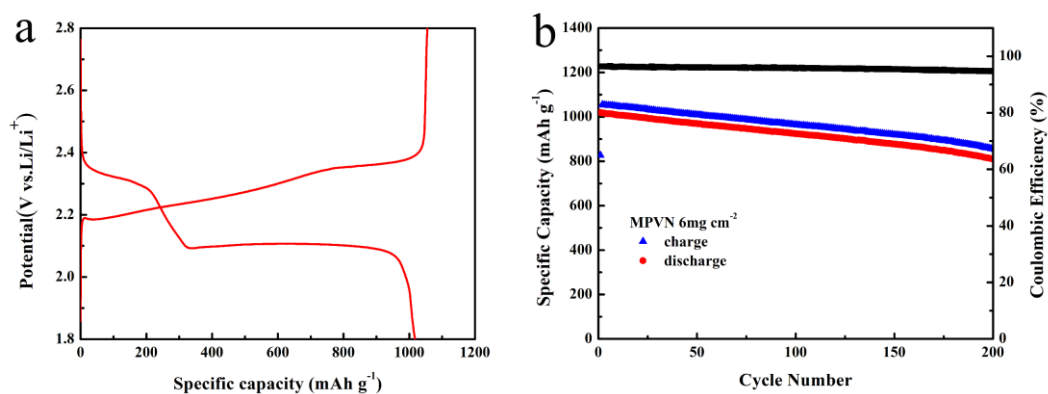 a
2.8
2.6
2.4
2.2
2.0
1.8
Potential(V vs.Li/Li⁺)
0 200 400 600 800 1000 1200
Specific capacity (mAh g⁻¹)
b
1400
1200
1000
800
600
400
200
0
Specific Capacity (mAh g⁻¹)
MPVN 6mg cm⁻²
charge
discharge
100
80
60
40
20
0
Coulombic Efficiency (%)
0 50 100 150 200
Cycle Number